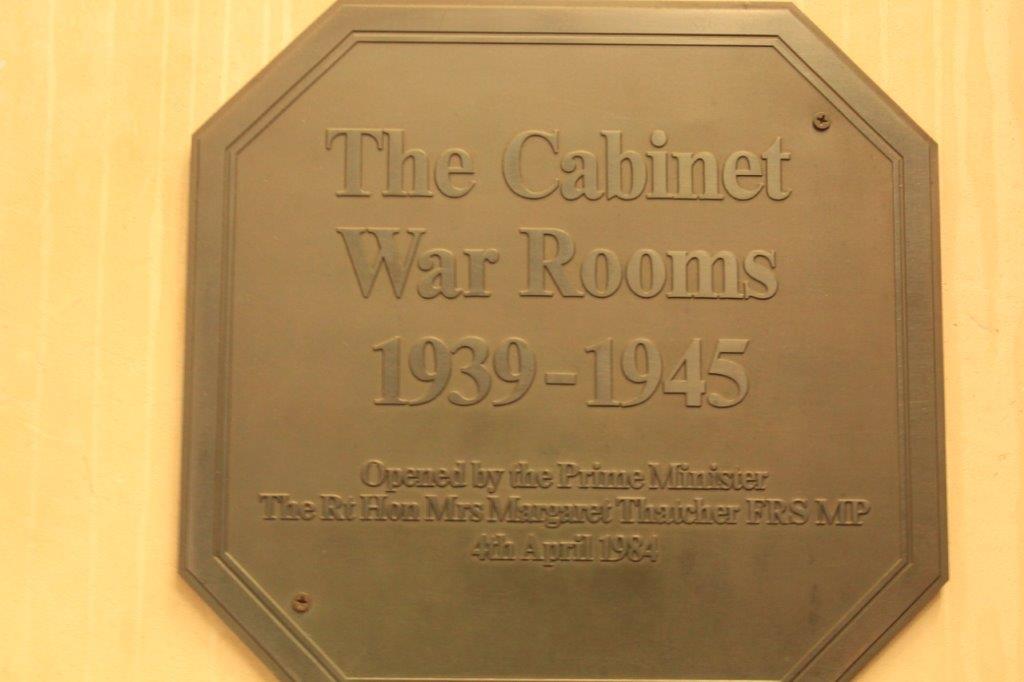 The Cabinet
War Rooms
1939-1945
Opened by the Prime Minister
The Rt Hon Mrs Margaret Thatcher FRS MP
4th April 1984